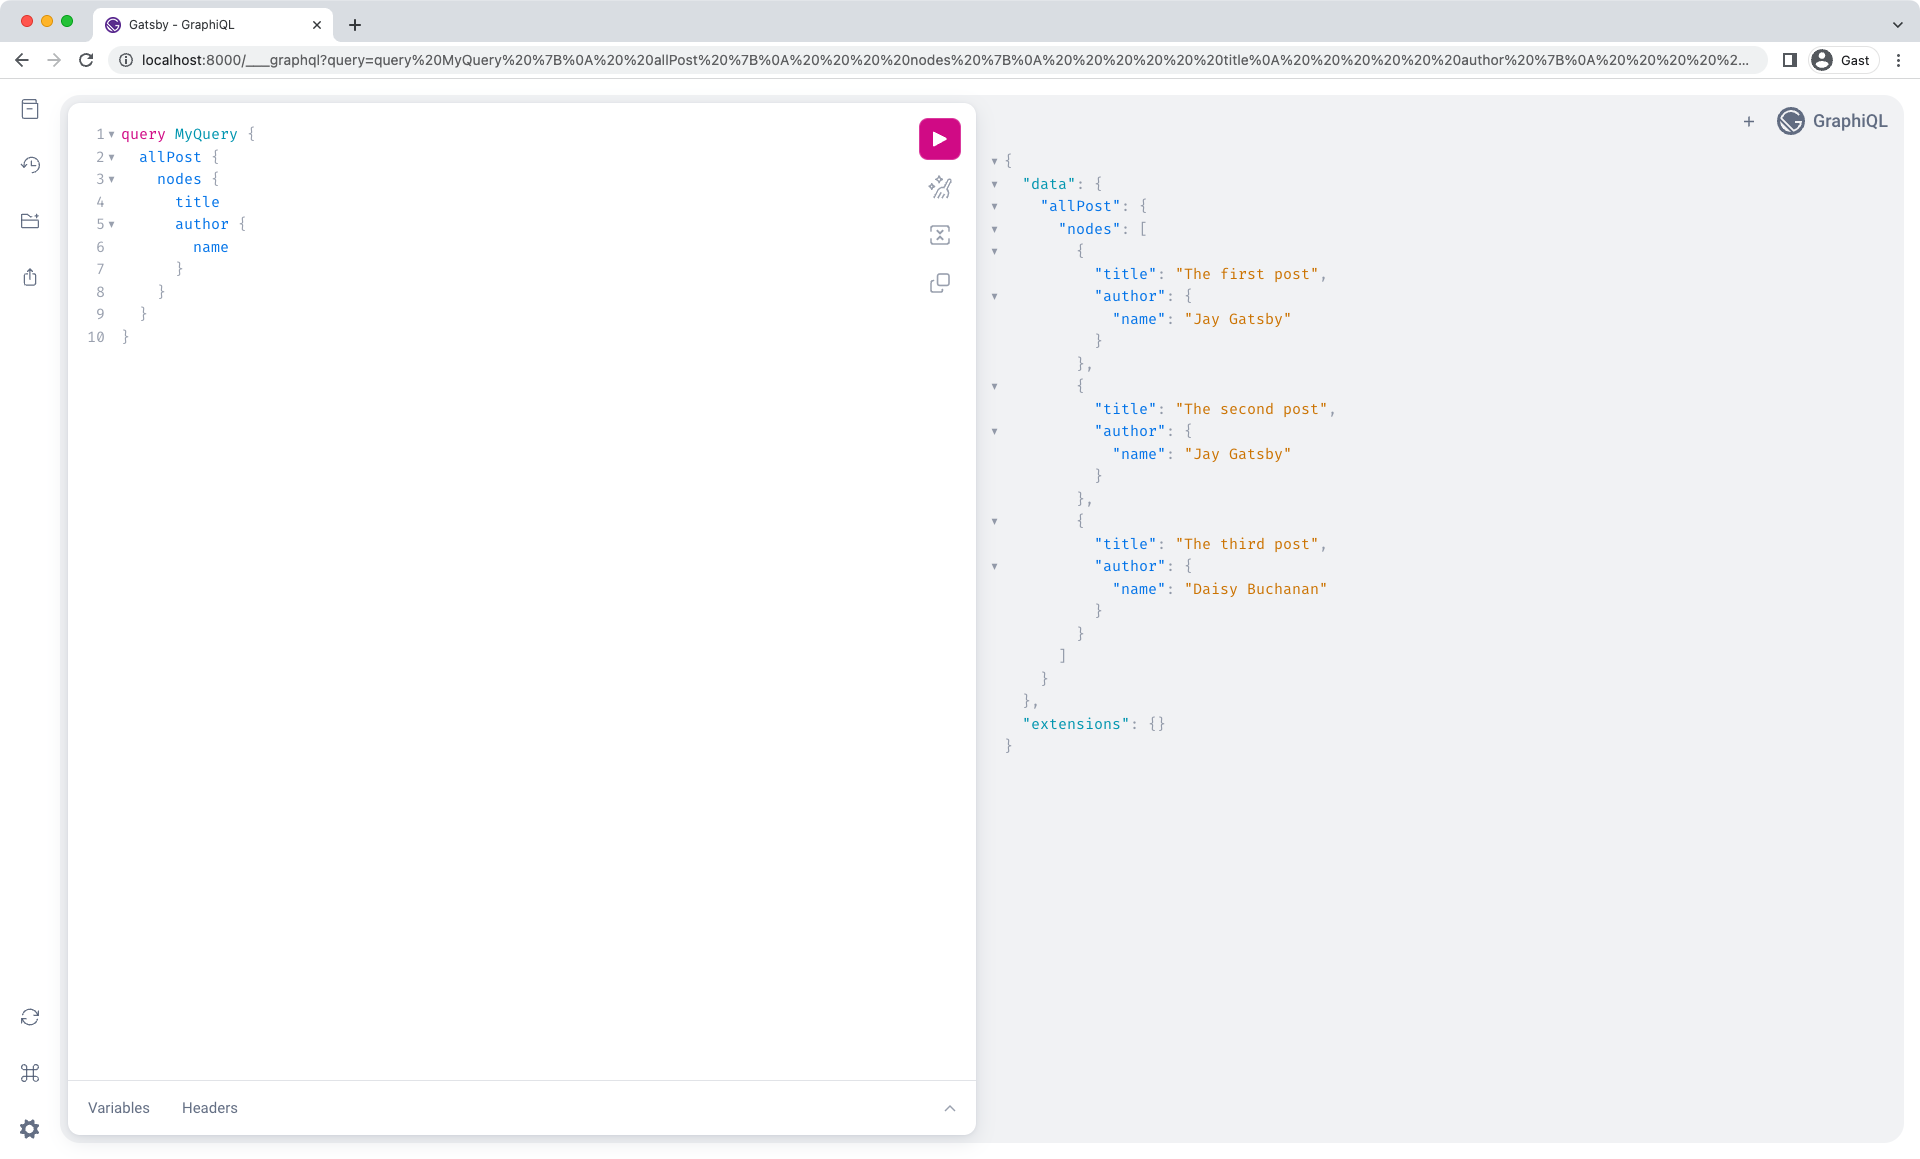 Gatsby - GraphiQL
localhost:8000/___graphql?query=query%20MyQuery%20%7B%0A%20%20allPost%20%7B%0A%20%20%20%20nodes%20%7B%0A%20%20%20%20%20%20title%0A%20%20%20%20%20%20author%20%7B%0A%20%20%20%20%2...
Gast
1 query MyQuery {
2 allPost {
3 nodes {
4 title
5 author {
6 name
7 }
8 }
9 }
10 }
Variables Headers
+ GraphiQL
{
"data": {
"allPost": {
"nodes": [
{
"title": "The first post",
"author": {
"name": "Jay Gatsby"
}
},
{
"title": "The second post",
"author": {
"name": "Jay Gatsby"
}
},
{
"title": "The third post",
"author": {
"name": "Daisy Buchanan"
}
}
]
}
},
"extensions": {}
}